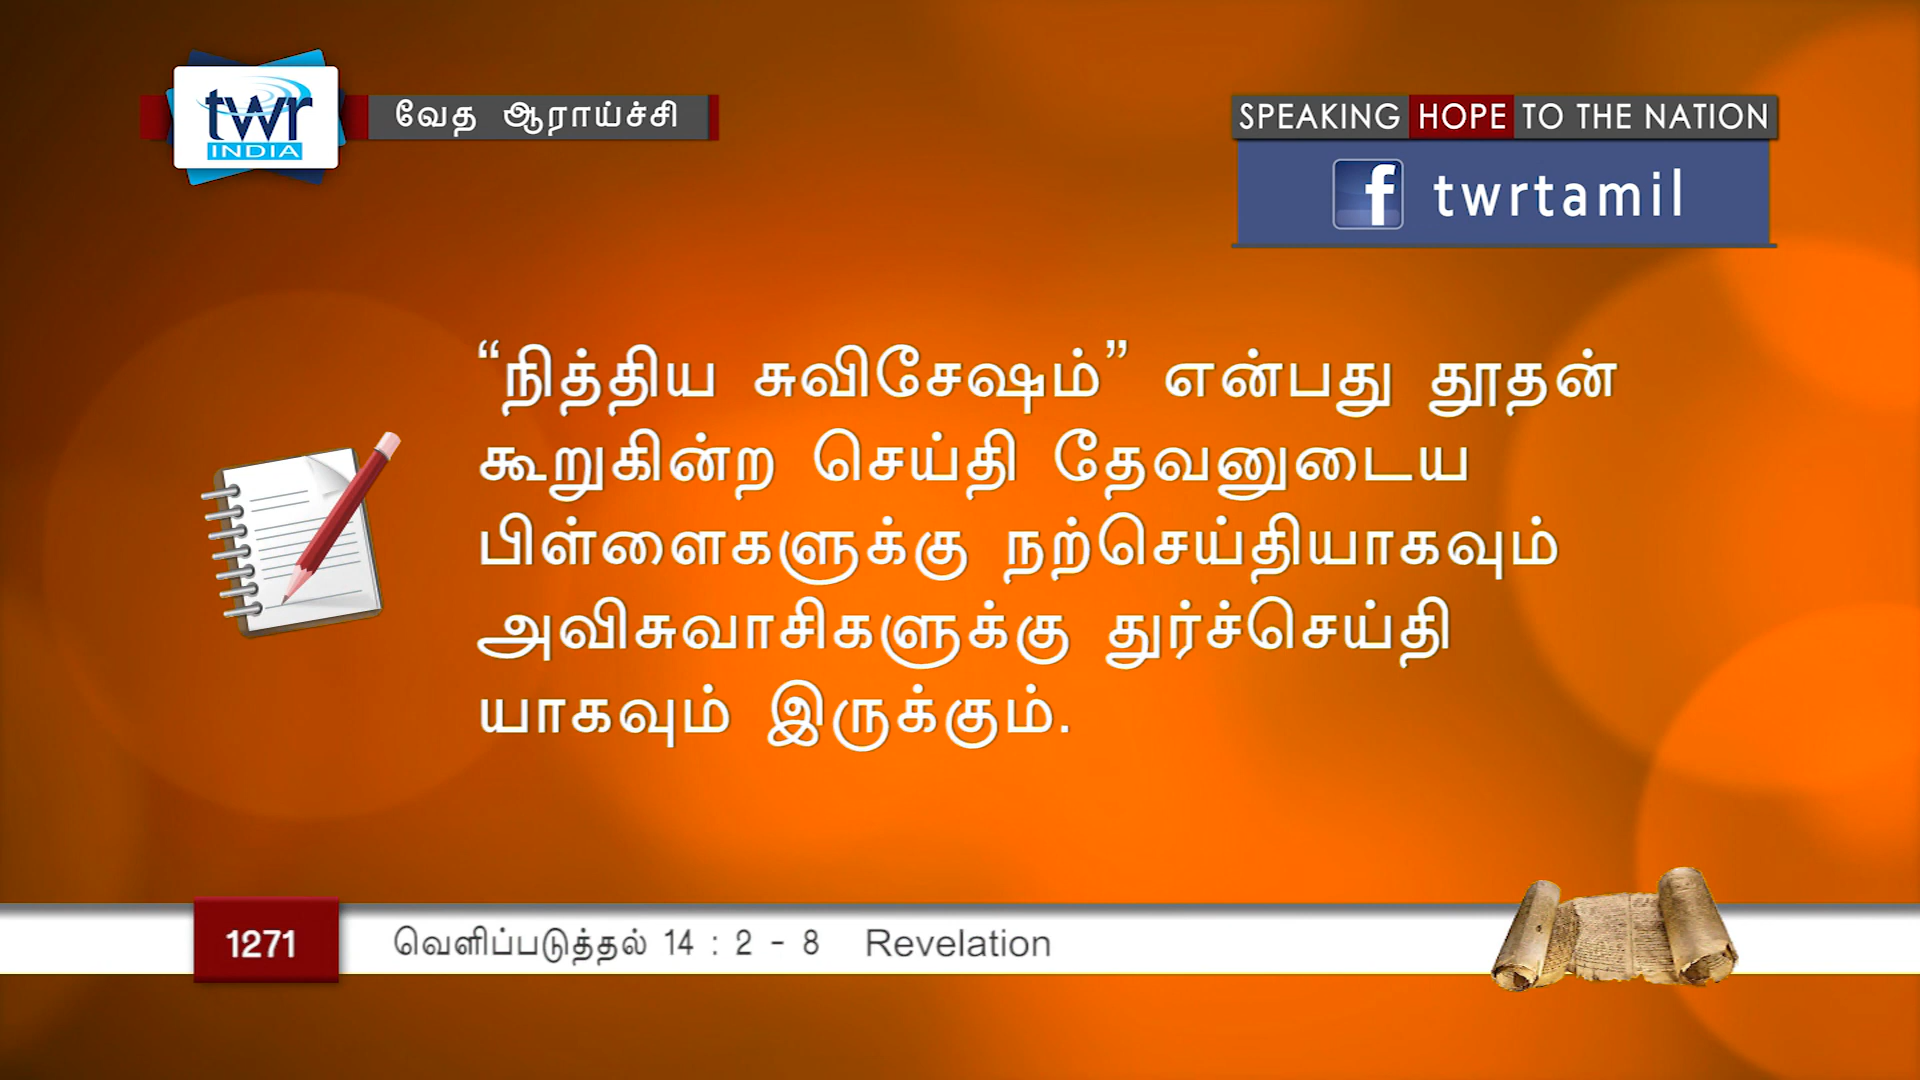 twr
INDIA
வேத ஆராய்ச்சி
SPEAKING HOPE TO THE NATION
f twrtamil
“நித்திய சுவிசேஷம்” என்பது தூதன்
கூறுகின்ற செய்தி தேவனுடைய
பிள்ளைகளுக்கு நற்செய்தியாகவும்
அவிசுவாசிகளுக்கு துர்ச்செய்தி
யாகவும் இருக்கும்.
1271 வெளிப்படுத்தல் 14 : 2 - 8 Revelation